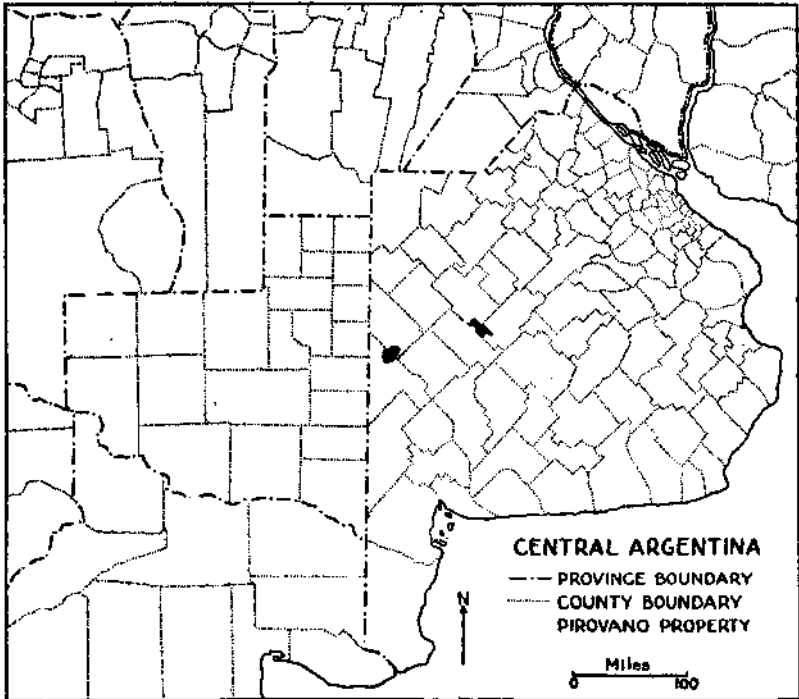 CENTRAL ARGENTINA
PROVINCE BOUNDARY
COUNTY BOUNDARY
PIROVANO PROPERTY
N
Miles
0 100